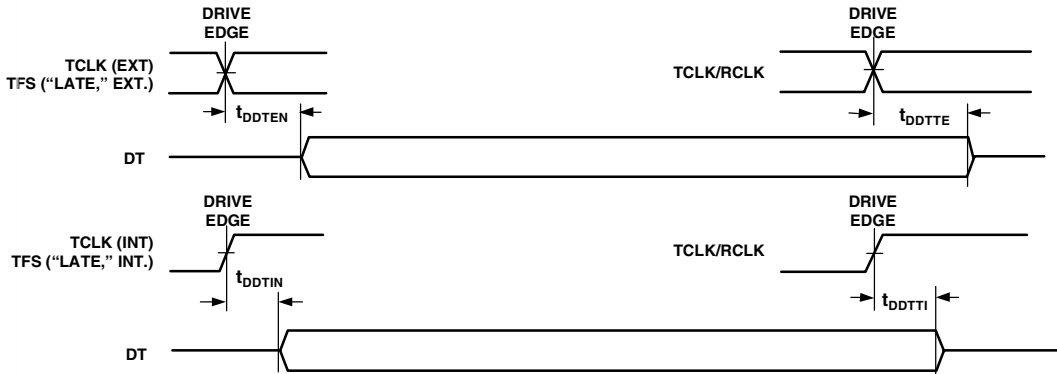 DRIVE
EDGE
DRIVE
EDGE
TCLK (EXT)
TFS (“LATE,” EXT.)
TCLK/RCLK
tDDTEN
tDDTTE
DT
DRIVE
EDGE
DRIVE
EDGE
TCLK (INT)
TFS (“LATE,” INT.)
TCLK/RCLK
tDDTIN
tDDTTI
DT